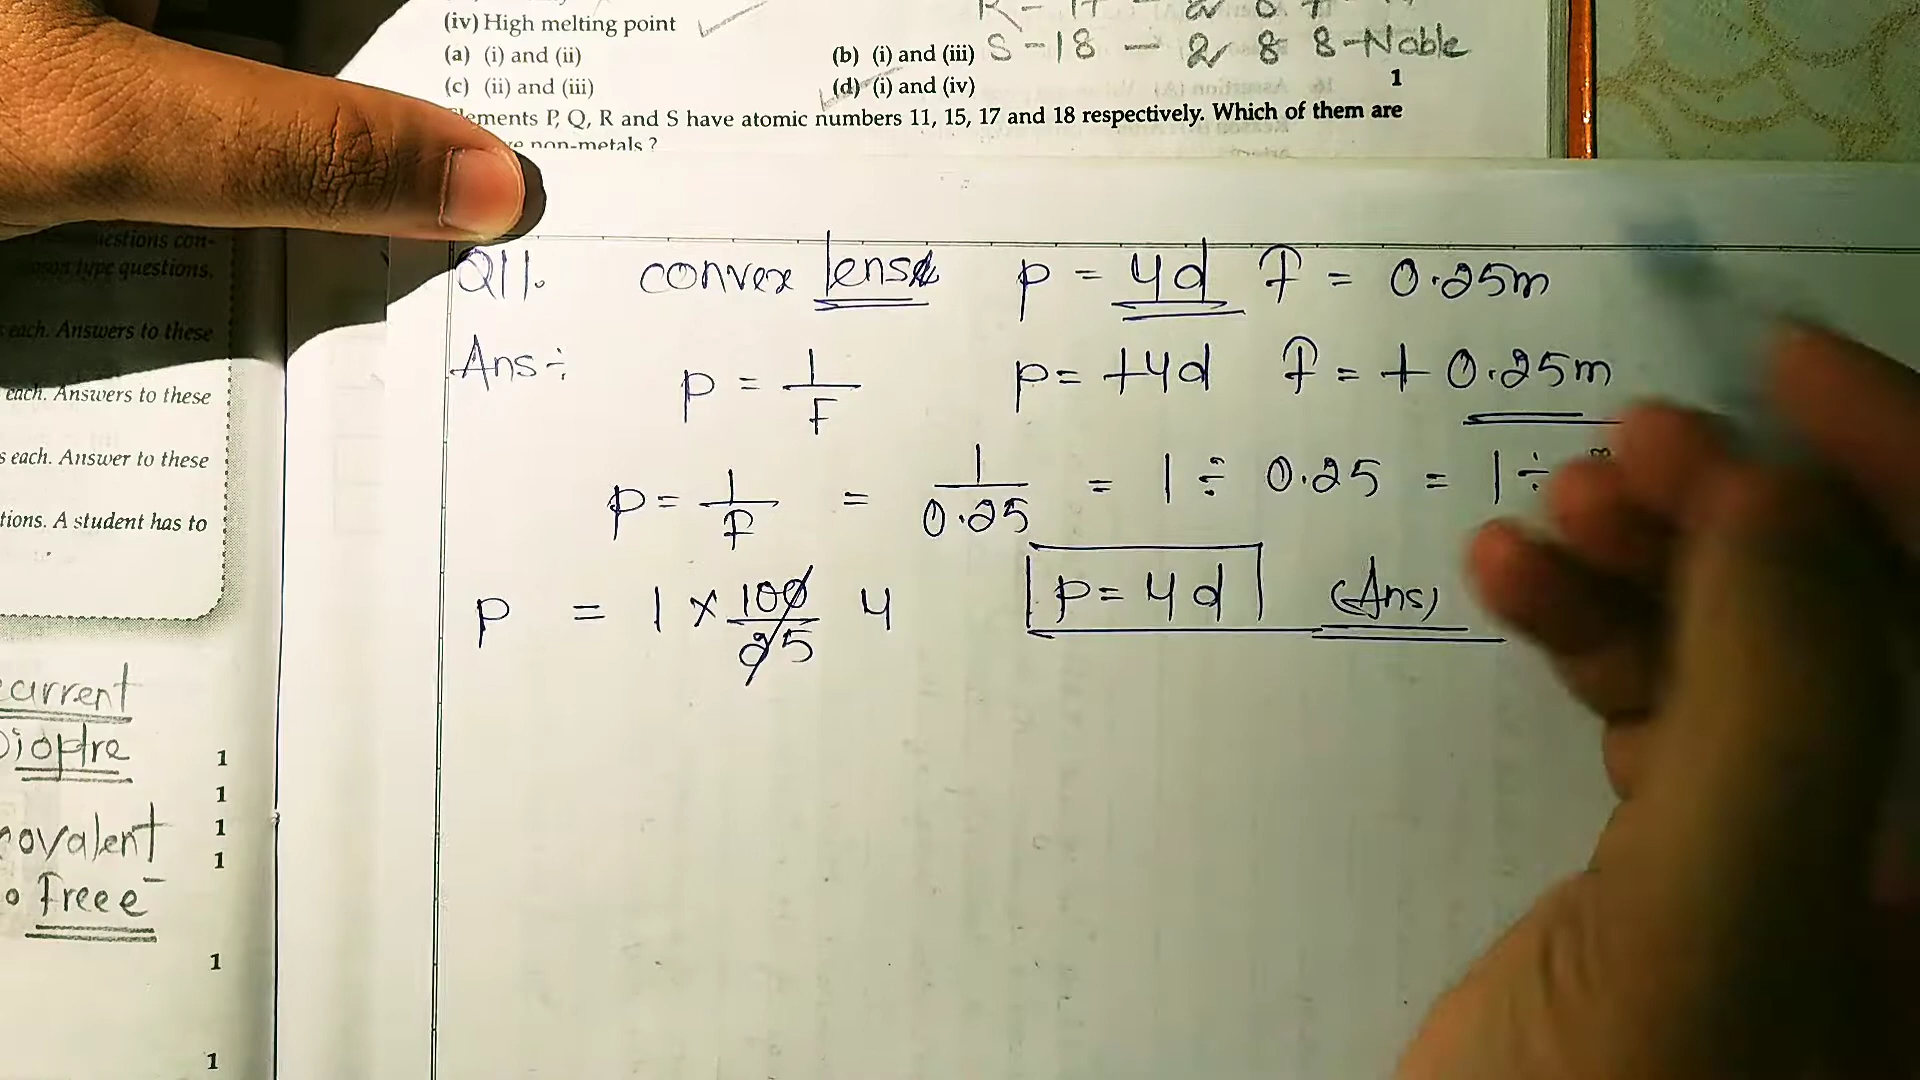 (iv) High melting point
(a) (i) and (ii)
(b) (i) and (iii)
S - 18 - 2 8 8 - Noble
(c) (ii) and (iii)
(d) (i) and (iv)
1
P, Q, R and S have atomic numbers 11, 15, 17 and 18 respectively. Which of them are
non-metals ?
type questions.
each. Answers to these
each. Answers to these
each. Answer to these
A student has to
current
Dioptre
1
1
covalent
1
1
Free e⁻
1
1
Q11. convex lens p = 4d F = 0.25m
Ans÷ p = 1/F p = +4d F = + 0.25m
p = 1/F = 1/0.25 = 1 ÷ 0.25 = 1 ÷
p = 1 × 100/25 4 p = 4d (Ans)